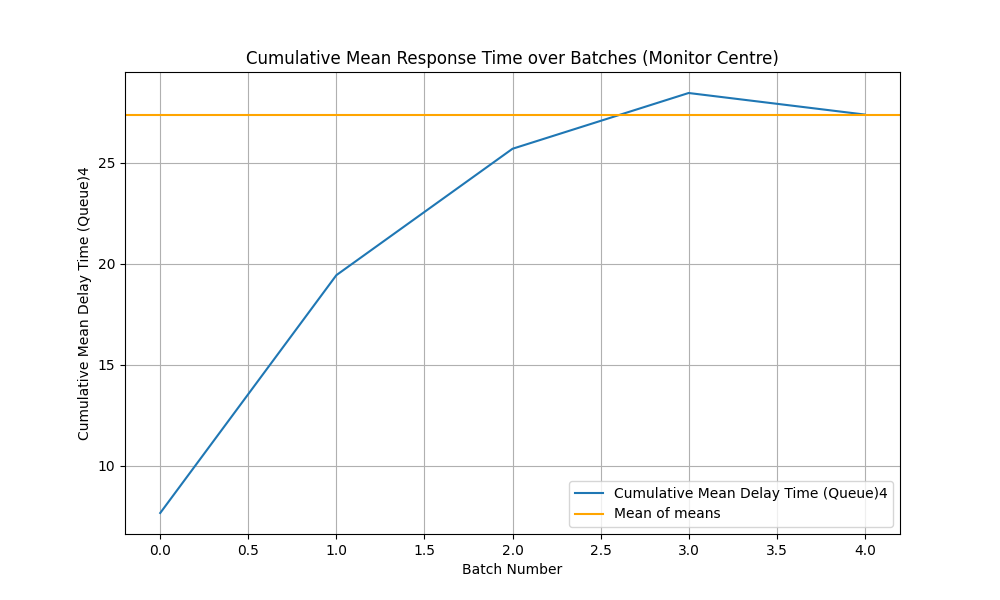 Cumulative Mean Response Time over Batches (Monitor Centre)
Cumulative Mean Delay Time (Queue)4
25
20
15
10
Cumulative Mean Delay Time (Queue)4
Mean of means
0.0 0.5 1.0 1.5 2.0 2.5 3.0 3.5 4.0
Batch Number